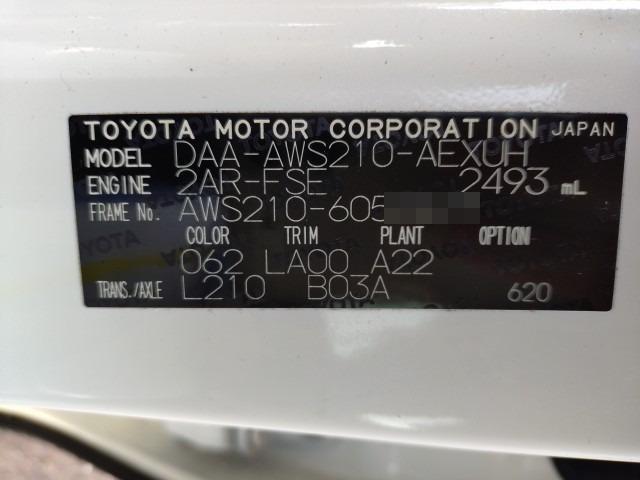 TOYOTA MOTOR CORPORATION JAPAN
MODEL DAA-AWS210-AEXUH
ENGINE 2AR-FSE 2493 mL
FRAME No. AWS210-605
COLOR TRIM PLANT OPTION
062 LA00 A22
TRANS./AXLE L210 B03A 620